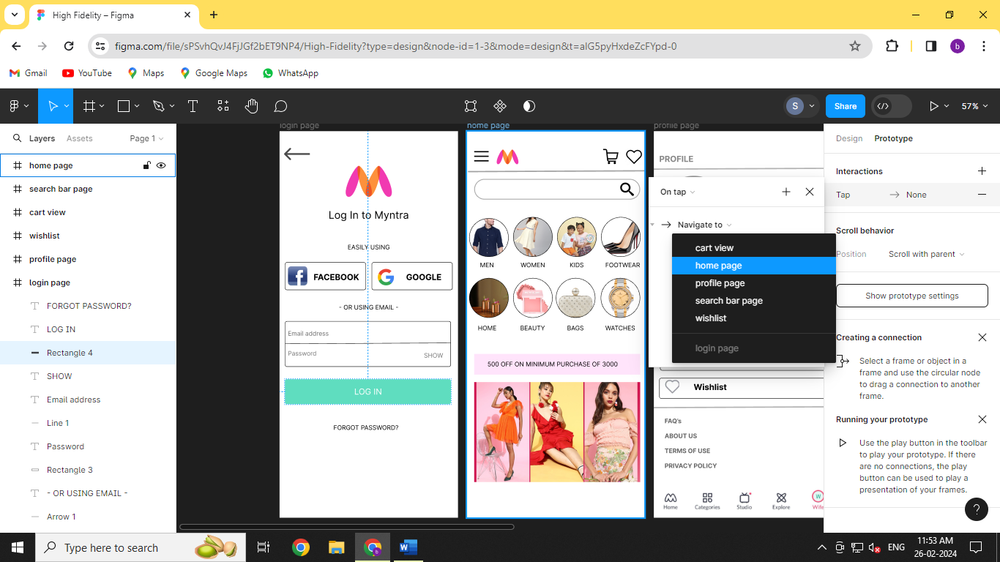 High Fidelity – Figma
figma.com/file/sPSvhQvJ4FjJGf2bET9NP4/High-Fidelity?type=design&node-id=1-3&mode=design&t=alG5pyHxdeZcFYpd-0
b
Gmail
YouTube
Maps
Google Maps
WhatsApp
S
Share
57%
Layers
Assets
Page 1
home page
search bar page
cart view
wishlist
profile page
login page
FORGOT PASSWORD?
LOG IN
Rectangle 4
SHOW
Email address
Line 1
Password
Rectangle 3
- OR USING EMAIL -
Arrow 1
login page
Log In to Myntra
EASILY USING
FACEBOOK
GOOGLE
- OR USING EMAIL -
Email address
Password
SHOW
LOG IN
FORGOT PASSWORD?
home page
MEN
WOMEN
KIDS
FOOTWEAR
HOME
BEAUTY
BAGS
WATCHES
500 OFF ON MINIMUM PURCHASE OF 3000
profile page
PROFILE
On tap
Navigate to
cart view
home page
profile page
search bar page
wishlist
login page
Wishlist
FAQ's
ABOUT US
TERMS OF USE
PRIVACY POLICY
Home
Categories
Studio
Explore
W
Design
Prototype
Interactions
Tap
None
Scroll behavior
Position
Scroll with parent
Show prototype settings
Creating a connection
Select a frame or object in a
frame and use the circular node
to drag a connection to another
frame.
Running your prototype
Use the play button in the toolbar
to play your prototype. If there
are no connections, the play
button can be used to play a
presentation of your frames.
?
Type here to search
b
W
ENG
11:53 AM
26-02-2024